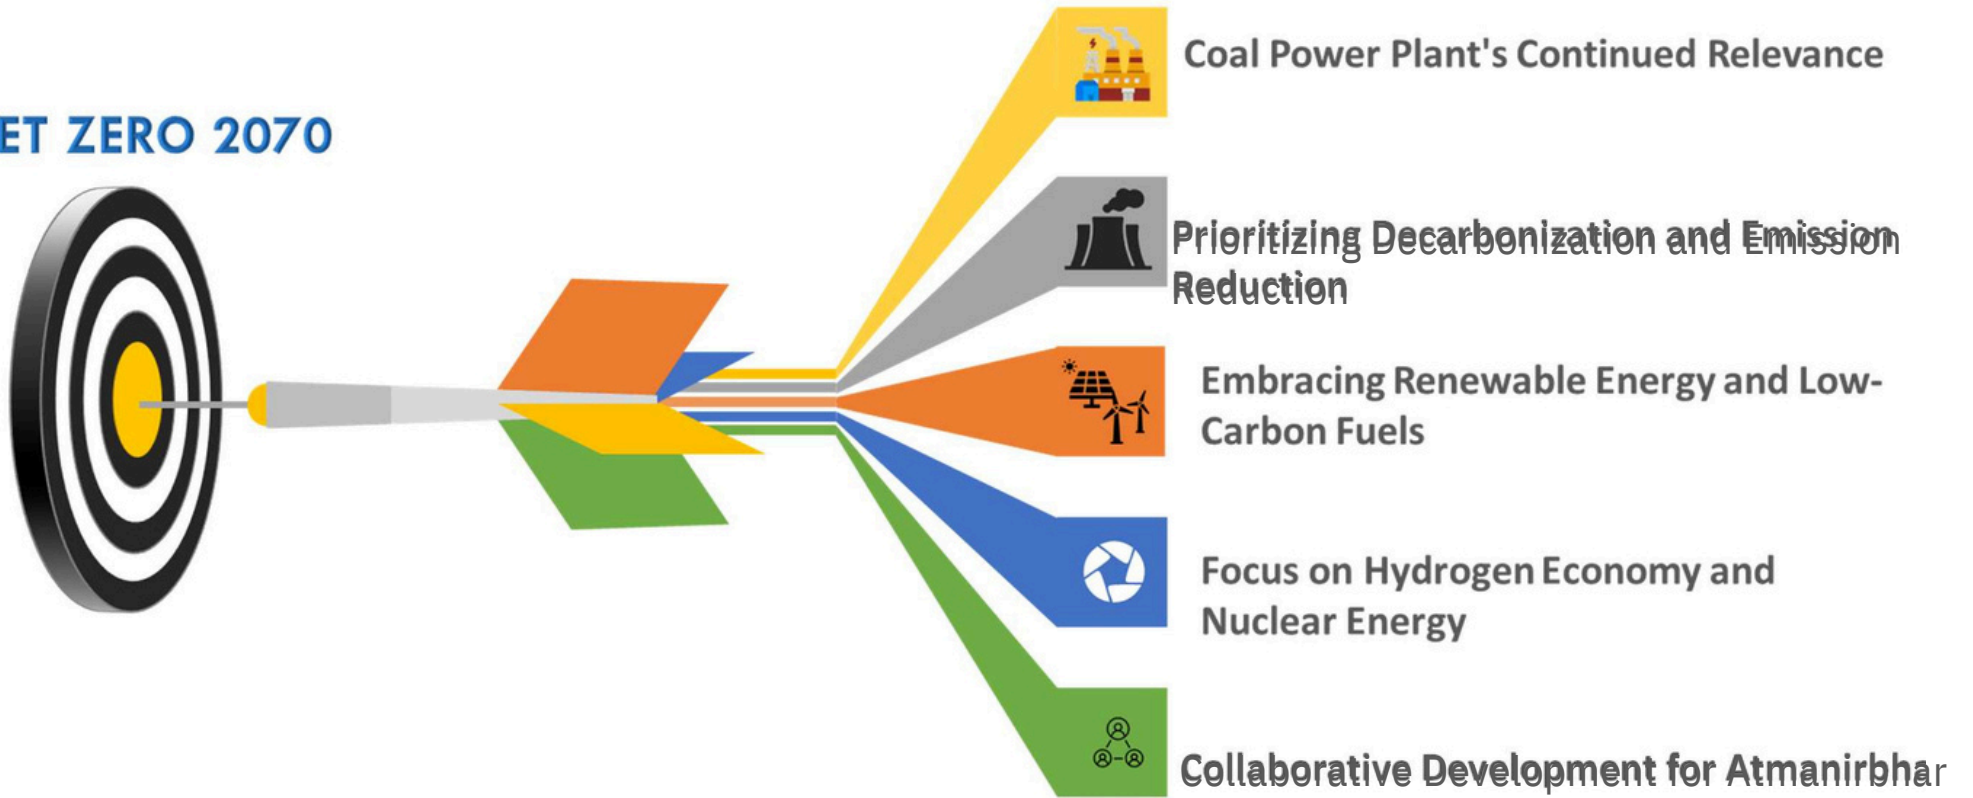 ET ZERO 2070
Coal Power Plant's Continued Relevance
Prioritizing Decarbonization and Emission
Reduction
Embracing Renewable Energy and Low-
Carbon Fuels
Focus on Hydrogen Economy and
Nuclear Energy
Collaborative Development for Atmanirbhar